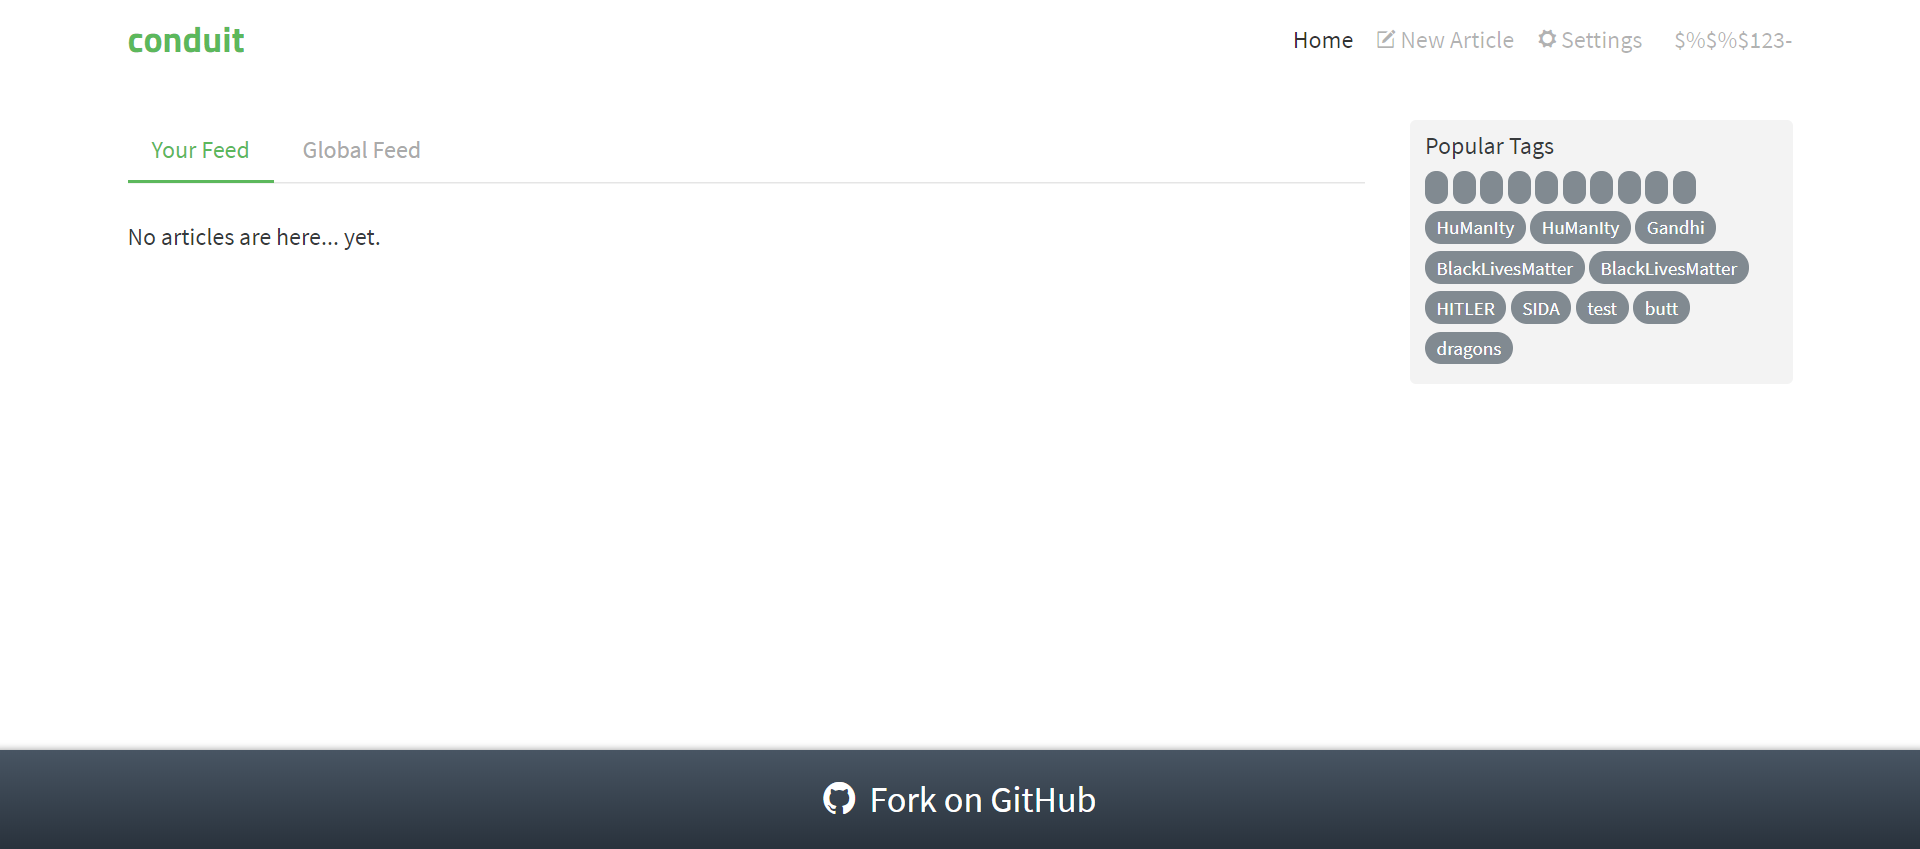 conduit
Home New Article Settings $%$%$123-
Your Feed Global Feed
No articles are here... yet.
Popular Tags
HuManIty HuManIty Gandhi
BlackLivesMatter BlackLivesMatter
HITLER SIDA test butt
dragons
Fork on GitHub